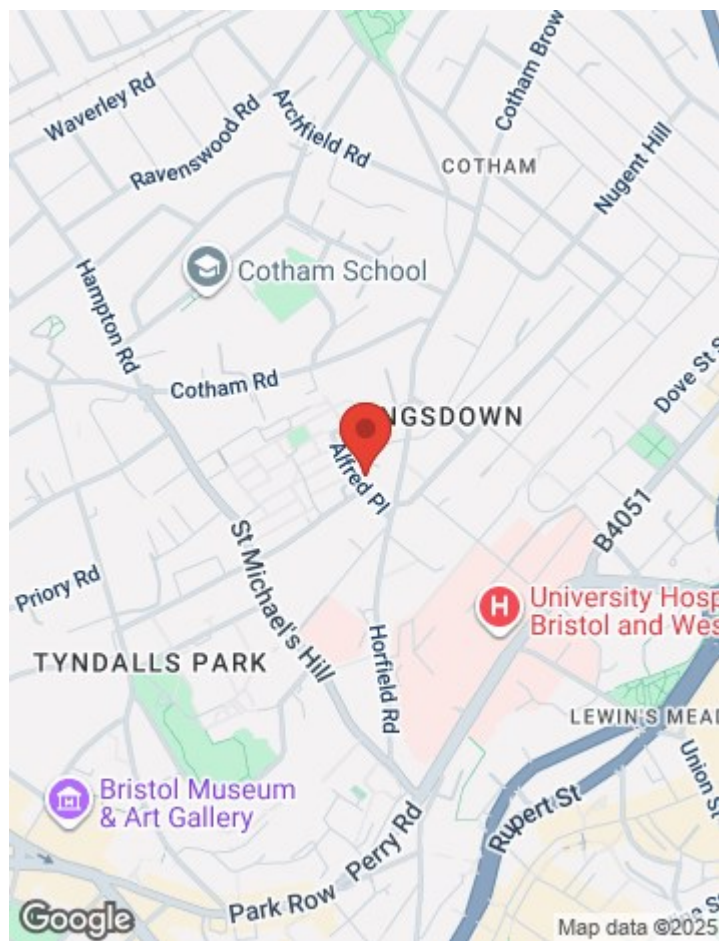 Waverley Rd
Ravenswood Rd
Archfield Rd
Cotham Brow
COTHAM
Nugent Hill
Hampton Rd
Cotham School
Cotham Rd
NGSDOWN
Dove St S
Alfred Pl
B4051
St Michael's Hill
Priory Rd
University Hosp
Bristol and Wes
TYNDALLS PARK
Horfield Rd
LEWIN'S MEAD
Union St
Bristol Museum
& Art Gallery
Rupert St
Perry Rd
Park Row
Google
Map data ©2025